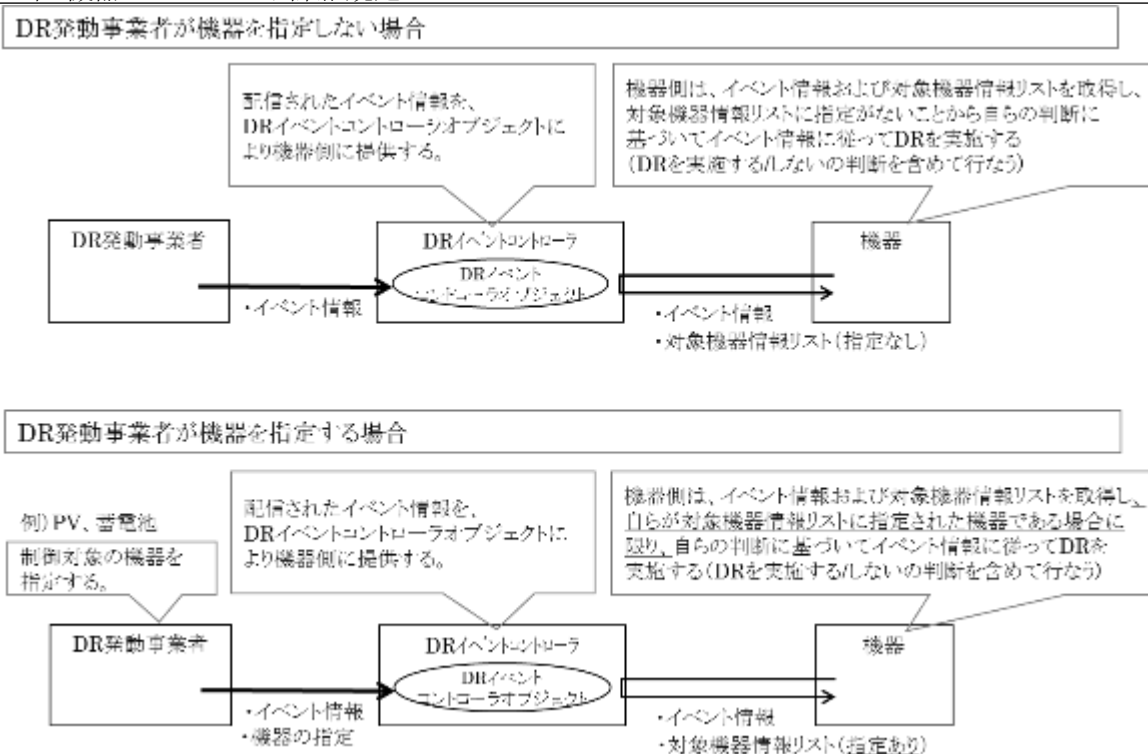 DR発動事業者が機器を指定しない場合
配信されたイベント情報を、
DRイベントコントローラオブジェクトに
より機器側に提供する。
機器側は、イベント情報および対象機器情報リストを取得し、
対象機器情報リストに指定がないことから自らの判断に
基づいてイベント情報に従ってDRを実施する
(DRを実施する/しないの判断を含めて行なう)
DR発動事業者
DRイベントコントローラ
DRイベント
コントローラオブジェクト
機器
・イベント情報
・イベント情報
・対象機器情報リスト(指定なし)
DR発動事業者が機器を指定する場合
例) PV、蓄電池
制御対象の機器を
指定する。
配信されたイベント情報を、
DRイベントコントローラオブジェクトに
より機器側に提供する。
機器側は、イベント情報および対象機器情報リストを取得し、
自らが対象機器情報リストに指定された機器である場合に
限り、自らの判断に基づいてイベント情報に従ってDRを
実施する(DRを実施する/しないの判断を含めて行なう)
DR発動事業者
DRイベントコントローラ
DRイベント
コントローラオブジェクト
機器
・イベント情報
・機器の指定
・イベント情報
・対象機器情報リスト(指定あり)